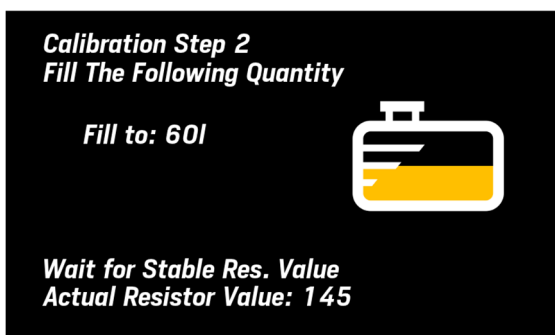 Calibration Step 2
Fill The Following Quantity
Fill to: 60l
Wait for Stable Res. Value
Actual Resistor Value: 145